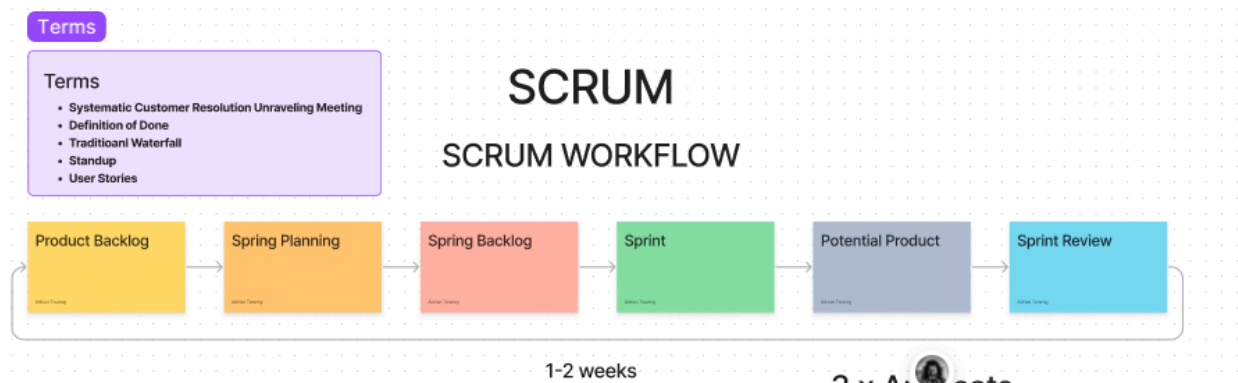 Terms
Terms
• Systematic Customer Resolution Unraveling Meeting
• Definition of Done
• Traditioanl Waterfall
• Standup
• User Stories
SCRUM
SCRUM WORKFLOW
Product Backlog
Spring Planning
Spring Backlog
Sprint
Potential Product
Sprint Review
1-2 weeks